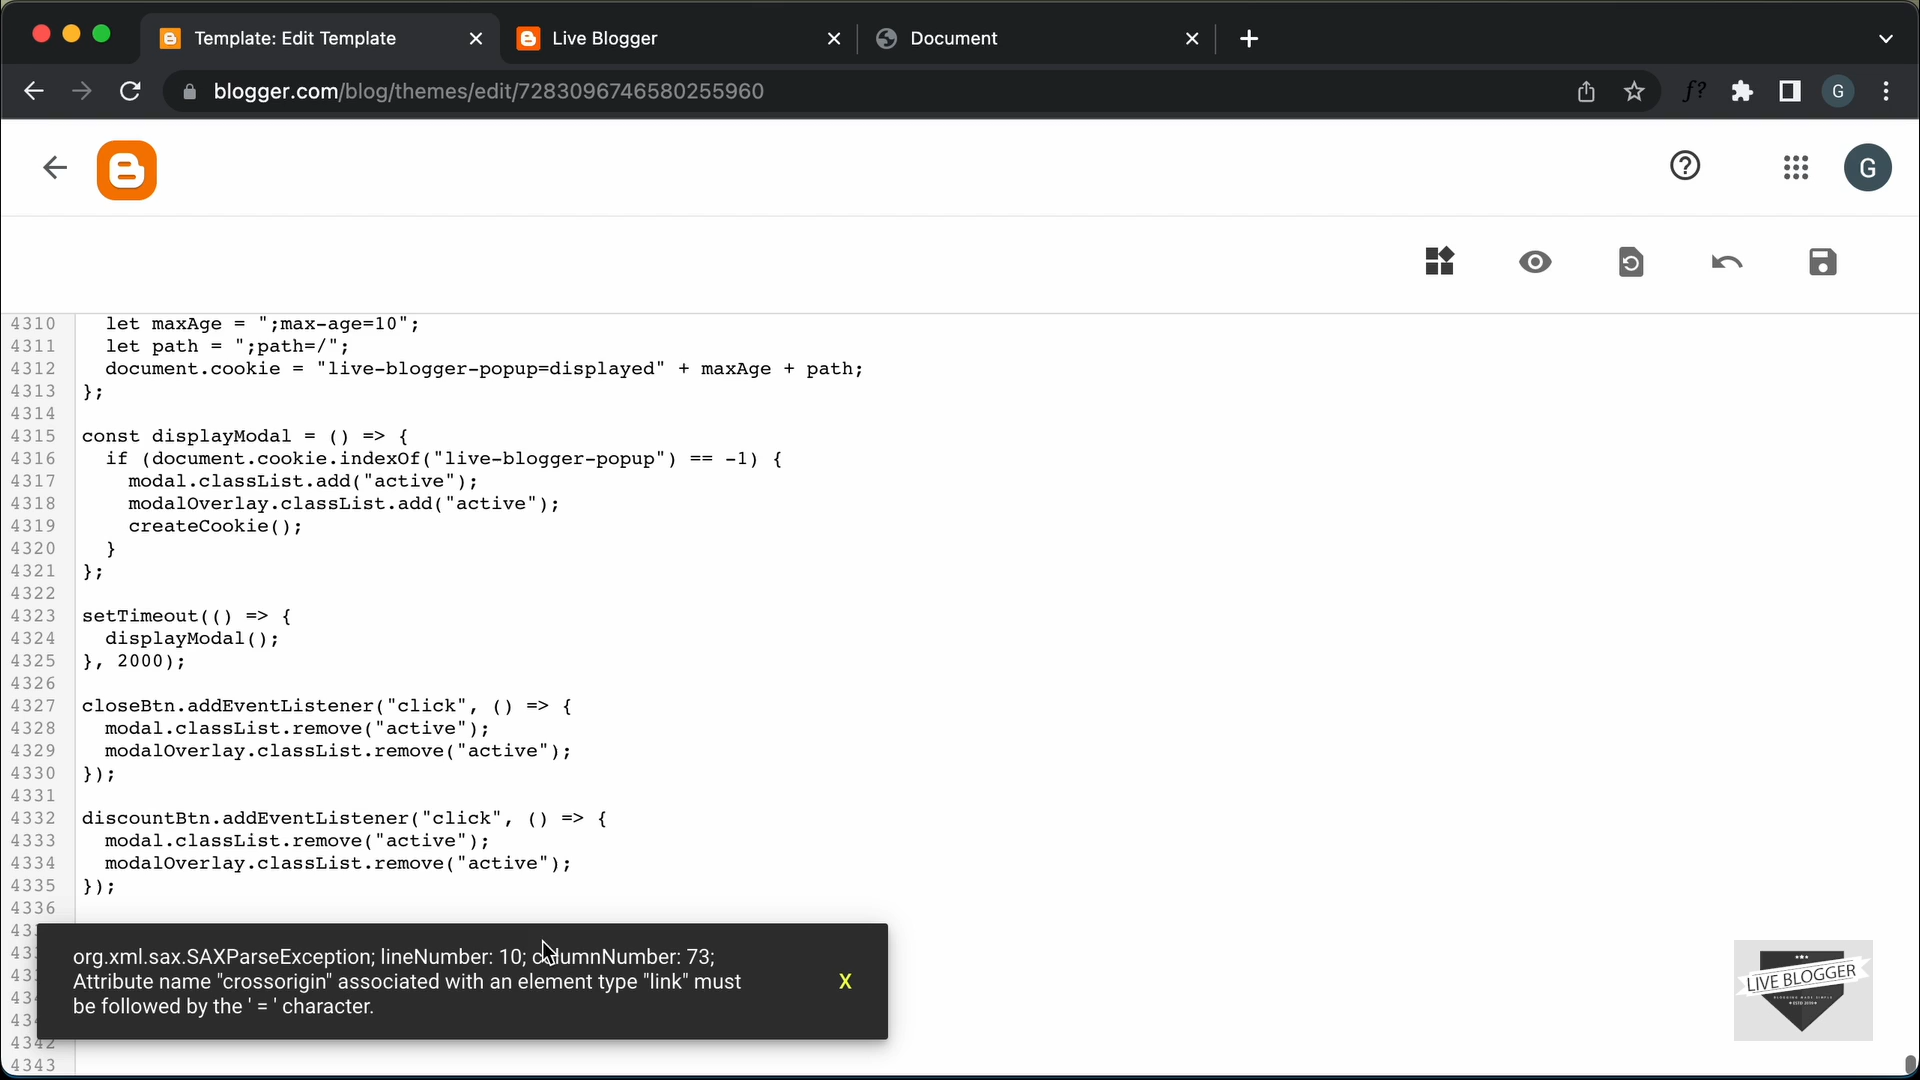 Template: Edit Template
Live Blogger
Document
blogger.com/blog/themes/edit/7283096746580255960
f?
G
G
4310 let maxAge = ";max-age=10";
4311 let path = ";path=/";
4312 document.cookie = "live-blogger-popup=displayed" + maxAge + path;
4313 };
4314
4315 const displayModal = () => {
4316 if (document.cookie.indexOf("live-blogger-popup") == -1) {
4317 modal.classList.add("active");
4318 modalOverlay.classList.add("active");
4319 createCookie();
4320 }
4321 };
4322
4323 setTimeout(() => {
4324 displayModal();
4325 }, 2000);
4326
4327 closeBtn.addEventListener("click", () => {
4328 modal.classList.remove("active");
4329 modalOverlay.classList.remove("active");
4330 });
4331
4332 discountBtn.addEventListener("click", () => {
4333 modal.classList.remove("active");
4334 modalOverlay.classList.remove("active");
4335 });
4336
org.xml.sax.SAXParseException; lineNumber: 10; columnNumber: 73;
Attribute name "crossorigin" associated with an element type "link" must
be followed by the ' = ' character.
X
4342
4343
LIVE BLOGGER
BLOGGING MADE SIMPLE